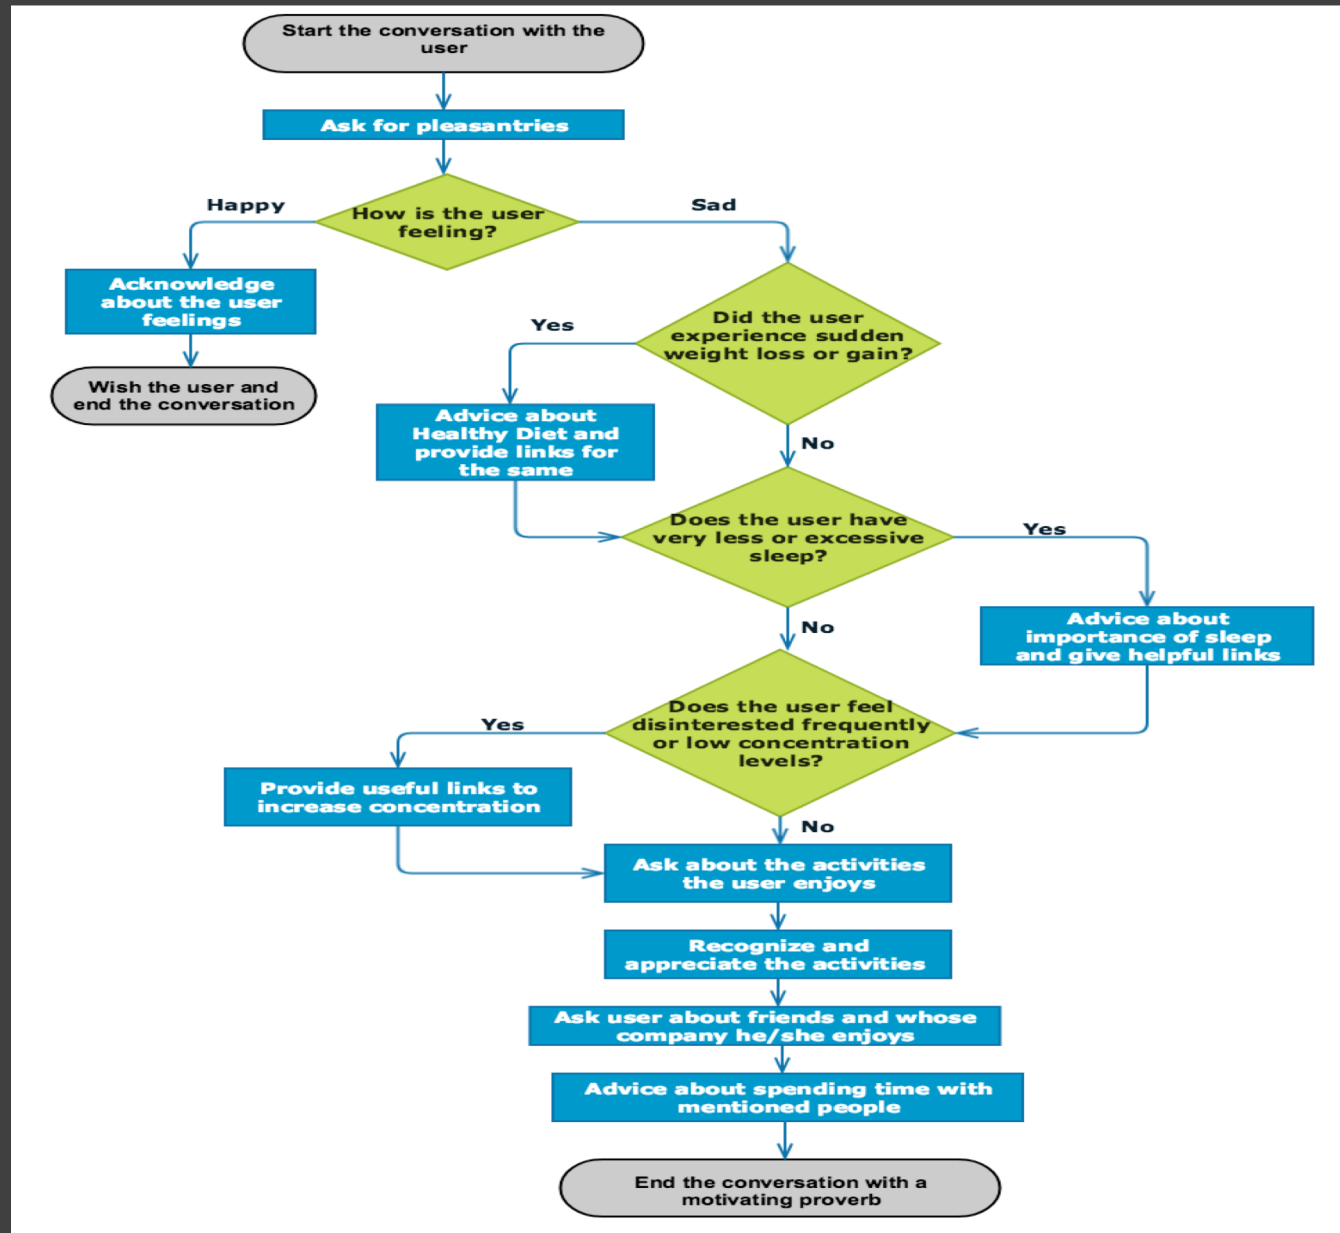 Start the conversation with the
user
Ask for pleasantries
Happy
How is the user
feeling?
Sad
Acknowledge
about the user
feelings
Wish the user and
end the conversation
Did the user
experience sudden
weight loss or gain?
Yes
Advice about
Healthy Diet and
provide links for
the same
No
Does the user have
very less or excessive
sleep?
Yes
Advice about
importance of sleep
and give helpful links
No
Does the user feel
disinterested frequently
or low concentration
levels?
Yes
Provide useful links to
increase concentration
No
Ask about the activities
the user enjoys
Recognize and
appreciate the activities
Ask user about friends and whose
company he/she enjoys
Advice about spending time with
mentioned people
End the conversation with a
motivating proverb